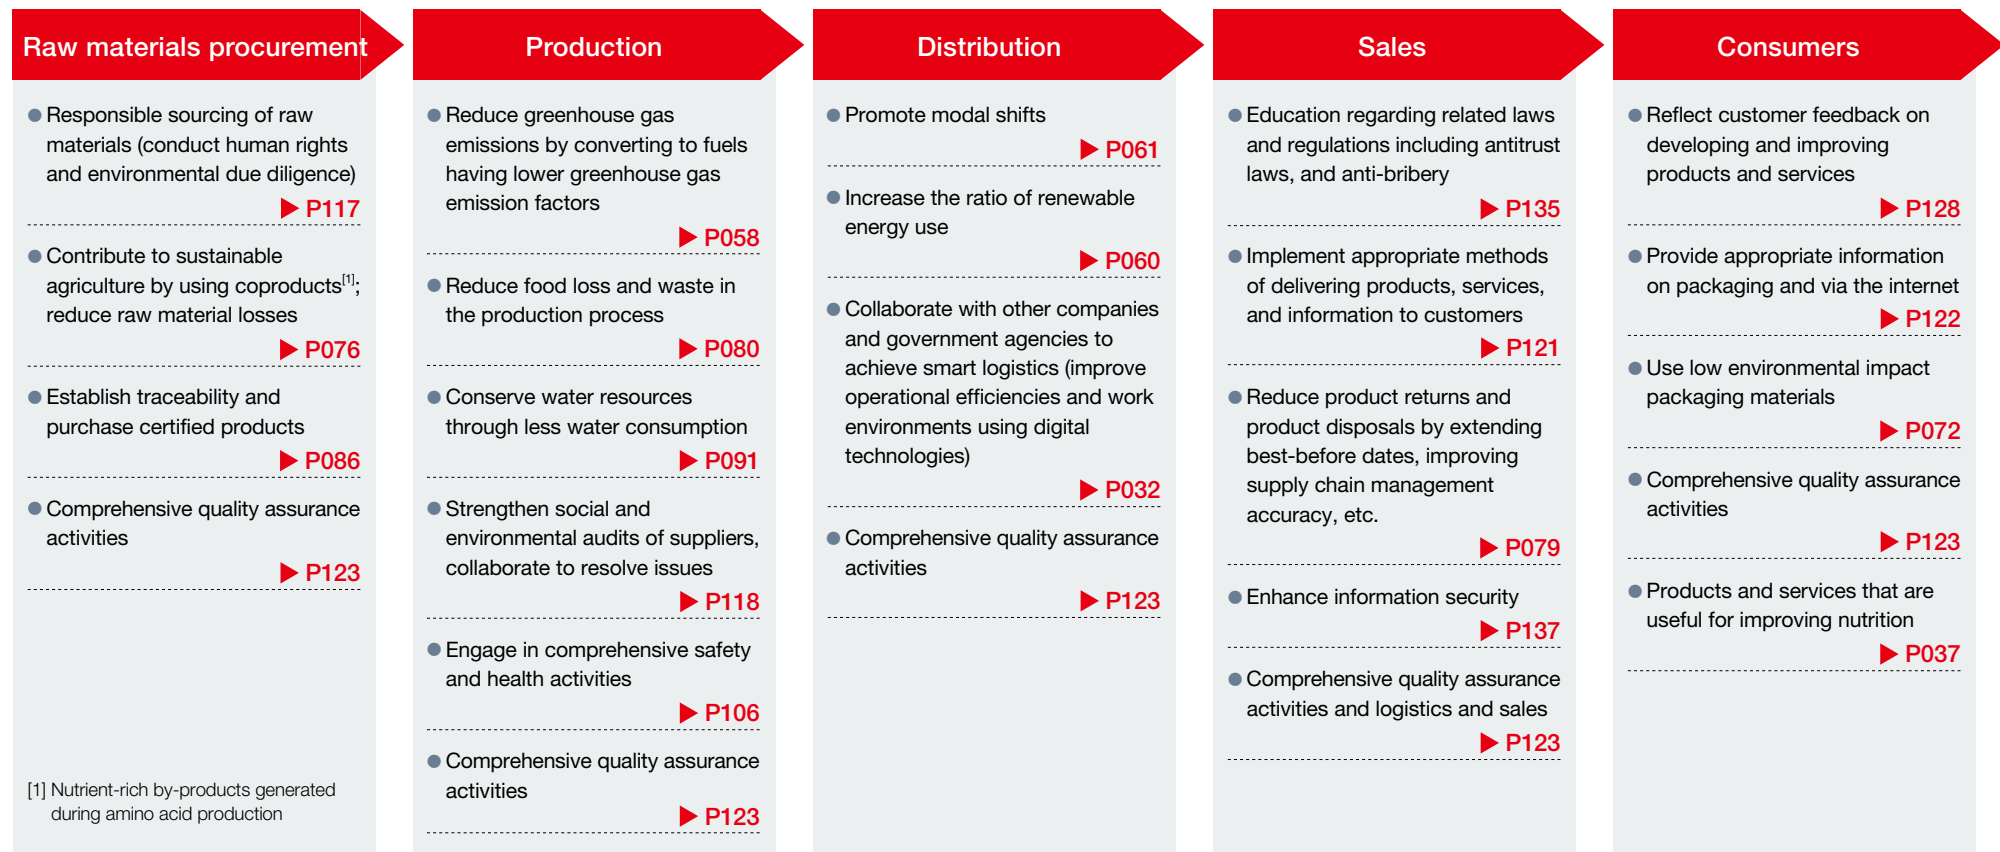 Raw materials procurement
● Responsible sourcing of raw
materials (conduct human rights
and environmental due diligence)
▶ P117
● Contribute to sustainable
agriculture by using coproducts[1];
reduce raw material losses
▶ P076
● Establish traceability and
purchase certified products
▶ P086
● Comprehensive quality assurance
activities
▶ P123
[1] Nutrient-rich by-products generated
during amino acid production
Production
● Reduce greenhouse gas
emissions by converting to fuels
having lower greenhouse gas
emission factors
▶ P058
● Reduce food loss and waste in
the production process
▶ P080
● Conserve water resources
through less water consumption
▶ P091
● Strengthen social and
environmental audits of suppliers,
collaborate to resolve issues
▶ P118
● Engage in comprehensive safety
and health activities
▶ P106
● Comprehensive quality assurance
activities
▶ P123
Distribution
● Promote modal shifts
▶ P061
● Increase the ratio of renewable
energy use
▶ P060
● Collaborate with other companies
and government agencies to
achieve smart logistics (improve
operational efficiencies and work
environments using digital
technologies)
▶ P032
● Comprehensive quality assurance
activities
▶ P123
Sales
● Education regarding related laws
and regulations including antitrust
laws, and anti-bribery
▶ P135
● Implement appropriate methods
of delivering products, services,
and information to customers
▶ P121
● Reduce product returns and
product disposals by extending
best-before dates, improving
supply chain management
accuracy, etc.
▶ P079
● Enhance information security
▶ P137
● Comprehensive quality assurance
activities and logistics and sales
▶ P123
Consumers
● Reflect customer feedback on
developing and improving
products and services
▶ P128
● Provide appropriate information
on packaging and via the internet
▶ P122
● Use low environmental impact
packaging materials
▶ P072
● Comprehensive quality assurance
activities
▶ P123
● Products and services that are
useful for improving nutrition
▶ P037